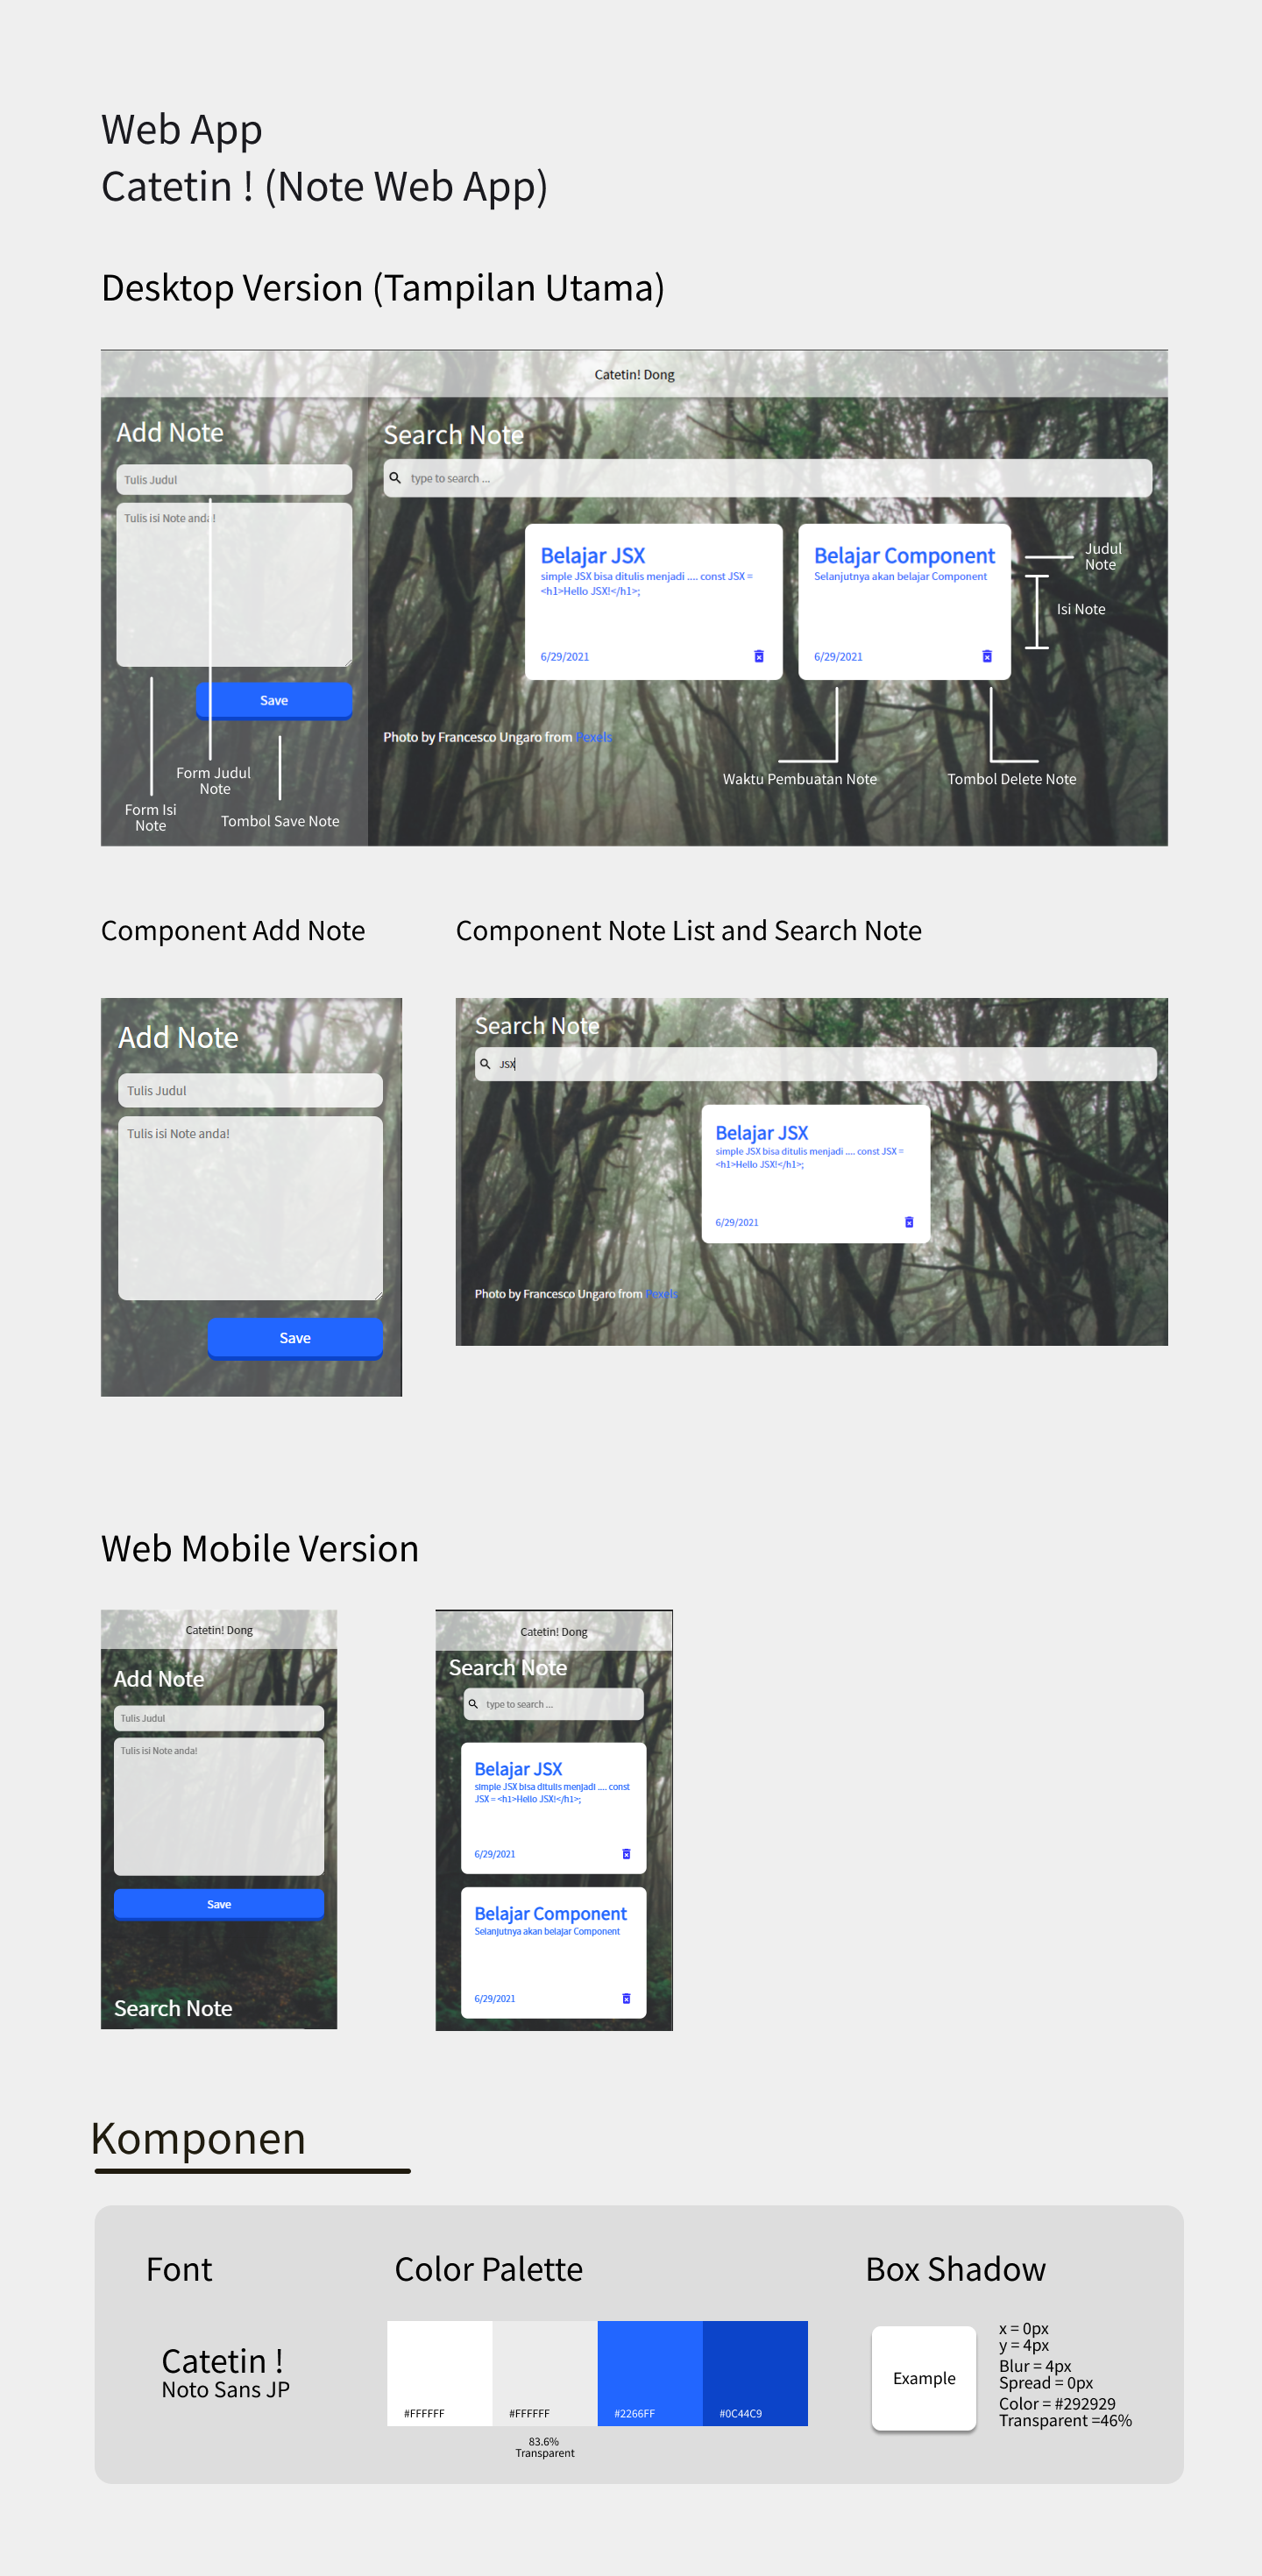 Web App
Catetin ! (Note Web App)
Desktop Version (Tampilan Utama)
Catetin! Dong
Add Note
Tulis Judul
Tulis isi Note anda!
Save
Form Judul
Note
Form Isi
Note
Tombol Save Note
Search Note
type to search ...
Belajar JSX
simple JSX bisa ditulis menjadi .... const JSX =
<h1>Hello JSX!</h1>;
6/29/2021
Belajar Component
Selanjutnya akan belajar Component
6/29/2021
Judul
Note
Isi Note
Photo by Francesco Ungaro from Pexels
Waktu Pembuatan Note
Tombol Delete Note
Component Add Note
Add Note
Tulis Judul
Tulis isi Note anda!
Save
Component Note List and Search Note
Search Note
JSX
Belajar JSX
simple JSX bisa ditulis menjadi .... const JSX =
<h1>Hello JSX!</h1>;
6/29/2021
Photo by Francesco Ungaro from Pexels
Web Mobile Version
Catetin! Dong
Add Note
Tulis Judul
Tulis isi Note anda!
Save
Search Note
Catetin! Dong
Search Note
type to search ...
Belajar JSX
simple JSX bisa ditulis menjadi .... const
JSX = <h1>Hello JSX!</h1>;
6/29/2021
Belajar Component
Selanjutnya akan belajar Component
6/29/2021
Komponen
Font
Catetin !
Noto Sans JP
Color Palette
#FFFFFF
#FFFFFF
#2266FF
#0C44C9
83.6%
Transparent
Box Shadow
Example
x = 0px
y = 4px
Blur = 4px
Spread = 0px
Color = #292929
Transparent =46%